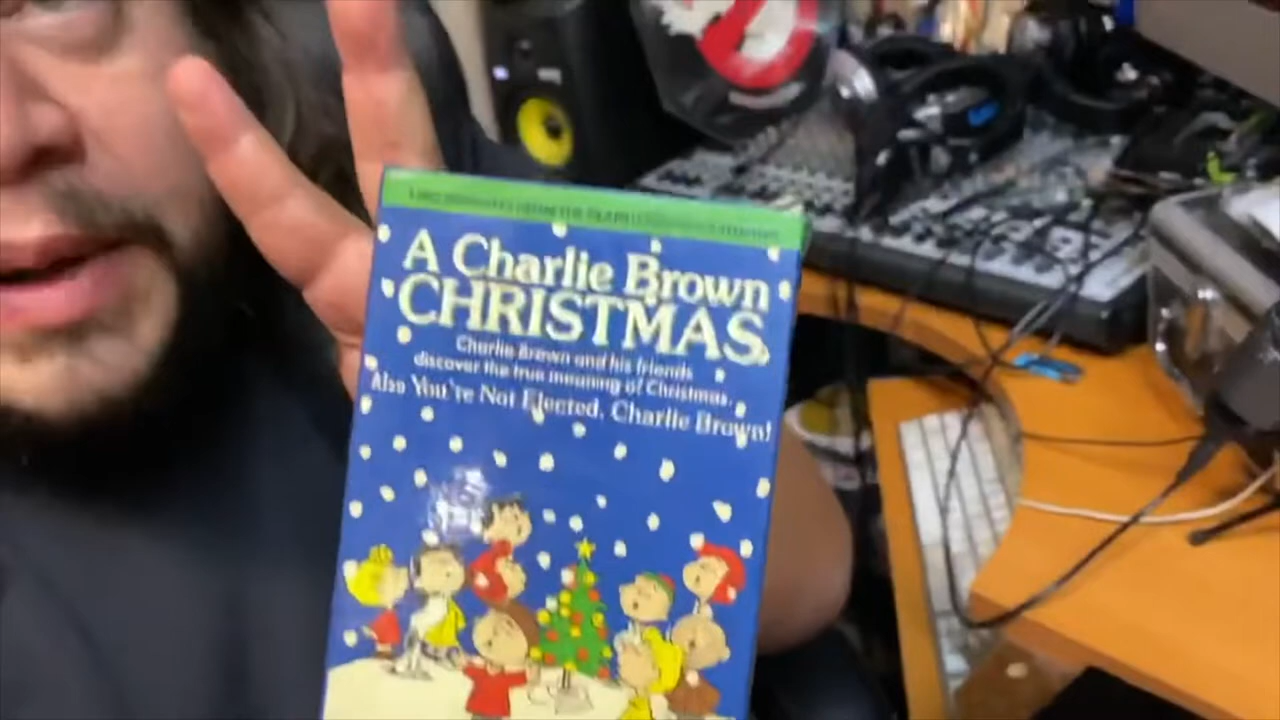 A Charlie Brown
CHRISTMAS
Charlie Brown and his friends
discover the true meaning of Christmas.
Also You're Not Elected, Charlie Brown!